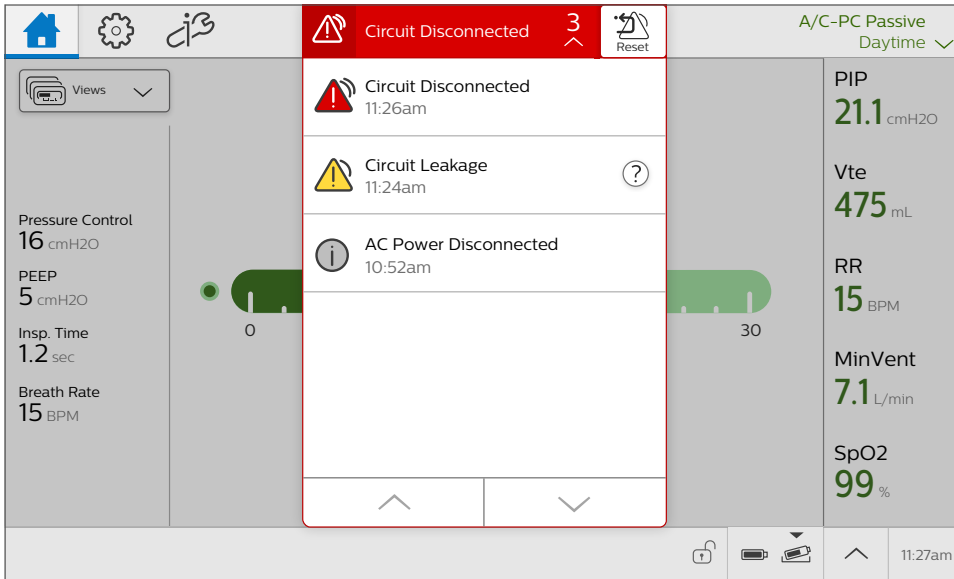 Circuit Disconnected
3
Reset
A/C-PC Passive
Daytime
Views
Circuit Disconnected
11:26am
Circuit Leakage
11:24am
?
AC Power Disconnected
10:52am
Pressure Control
16 cmH2O
PEEP
5 cmH2O
Insp. Time
1.2 sec
Breath Rate
15 BPM
0
30
PIP
21.1 cmH2O
Vte
475 mL
RR
15 BPM
MinVent
7.1 L/min
SpO2
99 %
11:27am